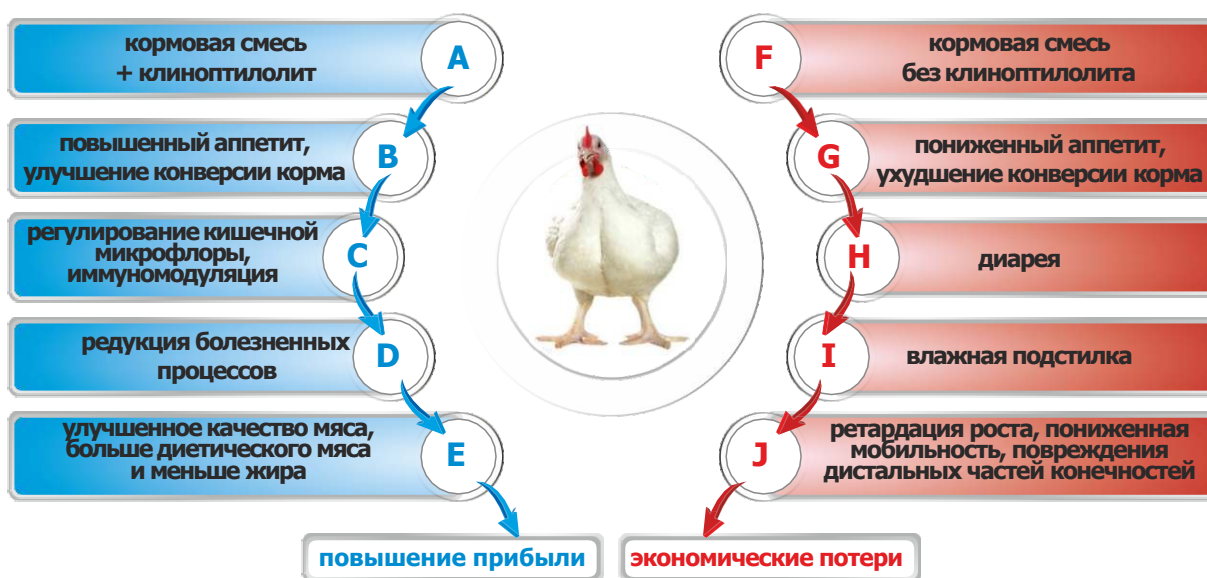 кормовая смесь
+ клиноптилолит
A
повышенный аппетит,
улучшение конверсии корма
B
регулирование кишечной
микрофлоры,
иммуномодуляция
C
редукция болезненных
процессов
D
улучшенное качество мяса,
больше диетического мяса
и меньше жира
E
повышение прибыли
F
кормовая смесь
без клиноптилолита
G
пониженный аппетит,
ухудшение конверсии корма
H
диарея
I
влажная подстилка
J
ретардация роста, пониженная
мобильность, повреждения
дистальных частей конечностей
экономические потери